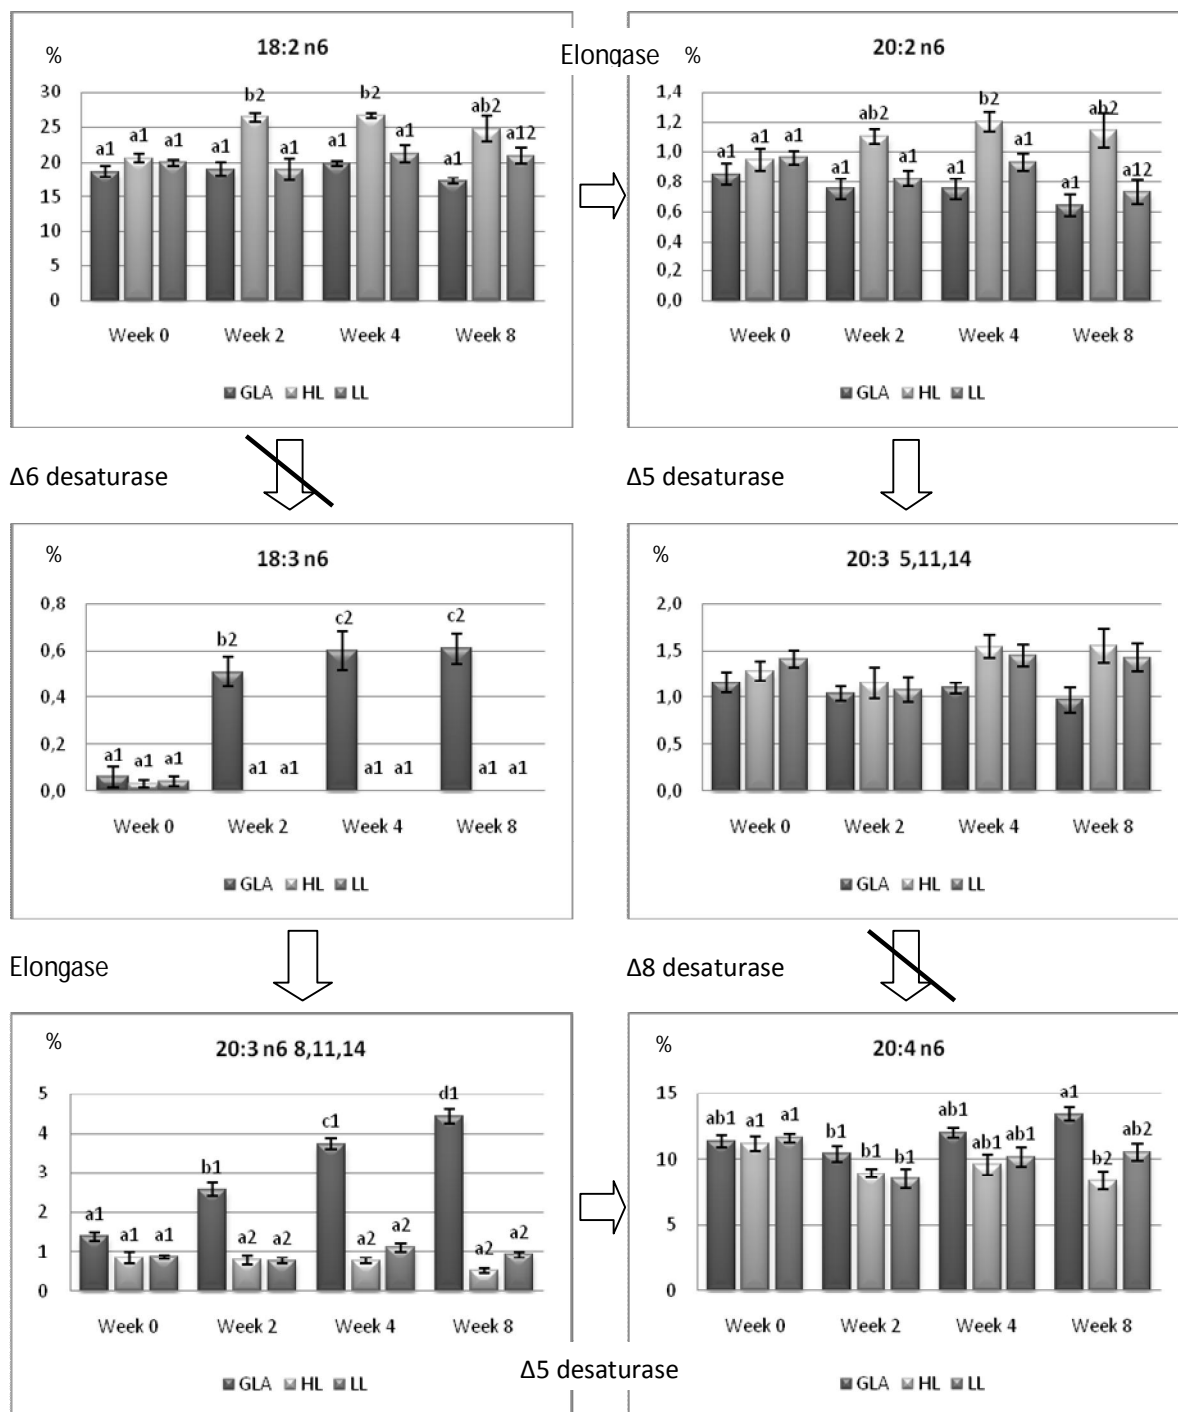 % 18:2 n6
30
25
20
15
10
5
0
a1 a1 a1 b2 a1 a1 b2 a1 a1 ab2 a12 a1
Week 0 Week 2 Week 4 Week 8
GLA HL LL
Elongase
% 20:2 n6
1,4
1,2
1,0
0,8
0,6
0,4
0,2
0,0
a1 a1 a1 a1 ab2 a1 a1 b2 a1 a1 ab2 a12
Week 0 Week 2 Week 4 Week 8
GLA HL LL
Δ6 desaturase
Δ5 desaturase
% 18:3 n6
0,8
0,6
0,4
0,2
0,0
a1 a1 a1 b2 a1 a1 c2 a1 a1 c2 a1 a1
Week 0 Week 2 Week 4 Week 8
GLA HL LL
% 20:3 5,11,14
2,0
1,5
1,0
0,5
0,0
Week 0 Week 2 Week 4 Week 8
GLA HL LL
Elongase
Δ8 desaturase
% 20:3 n6 8,11,14
5
4
3
2
1
0
a1 a1 a1 b1 a2 a2 c1 a2 a2 d1 a2 a2
Week 0 Week 2 Week 4 Week 8
GLA HL LL
% 20:4 n6
15
10
5
0
ab1 a1 a1 b1 b1 b1 ab1 ab1 ab1 a1 b2 ab2
Week 0 Week 2 Week 4 Week 8
GLA HL LL
Δ5 desaturase